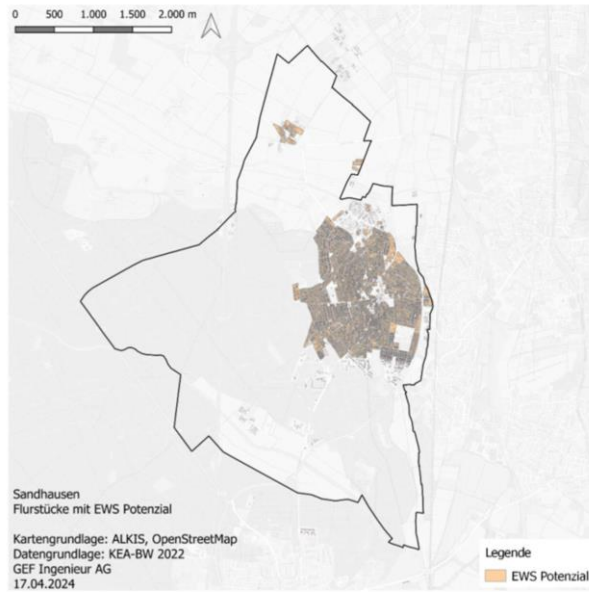 0 500 1.000 1.500 2.000 m
Sandhausen
Flurstücke mit EWS Potenzial
Kartengrundlage: ALKIS, OpenStreetMap
Datengrundlage: KEA-BW 2022
GEF Ingenieur AG
17.04.2024
Legende
EWS Potenzial